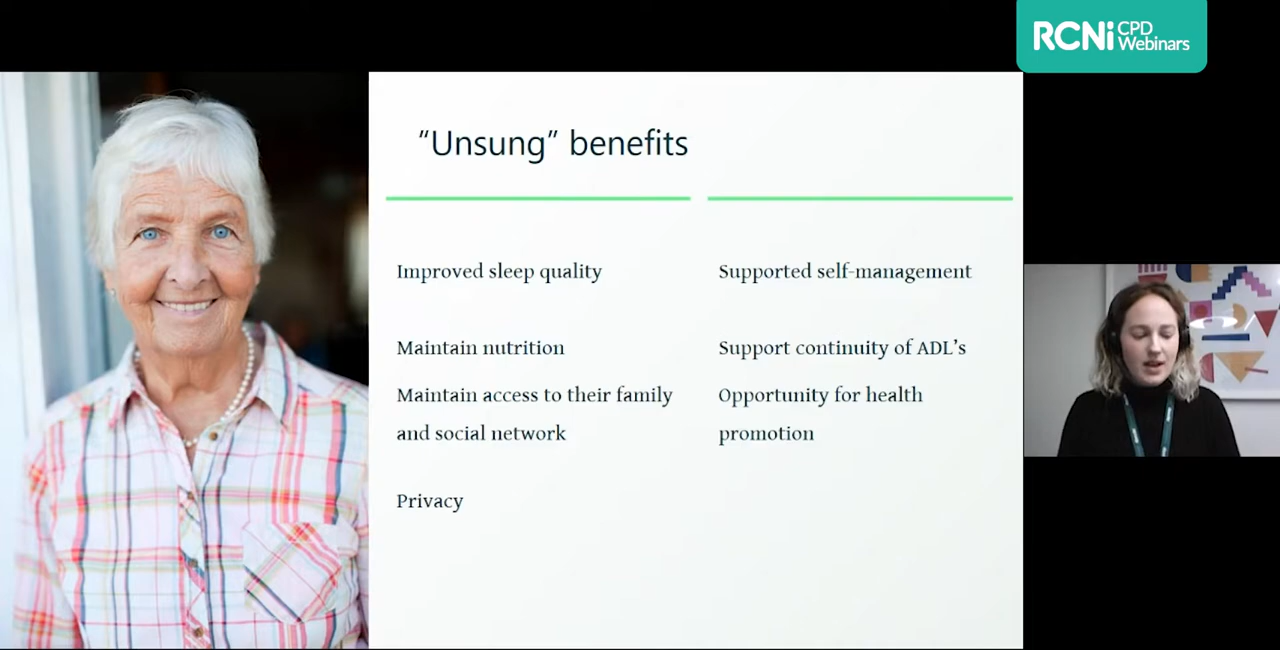 RCNi CPD
Webinars
“Unsung” benefits
Improved sleep quality
Maintain nutrition
Maintain access to their family
and social network
Privacy
Supported self-management
Support continuity of ADL’s
Opportunity for health
promotion